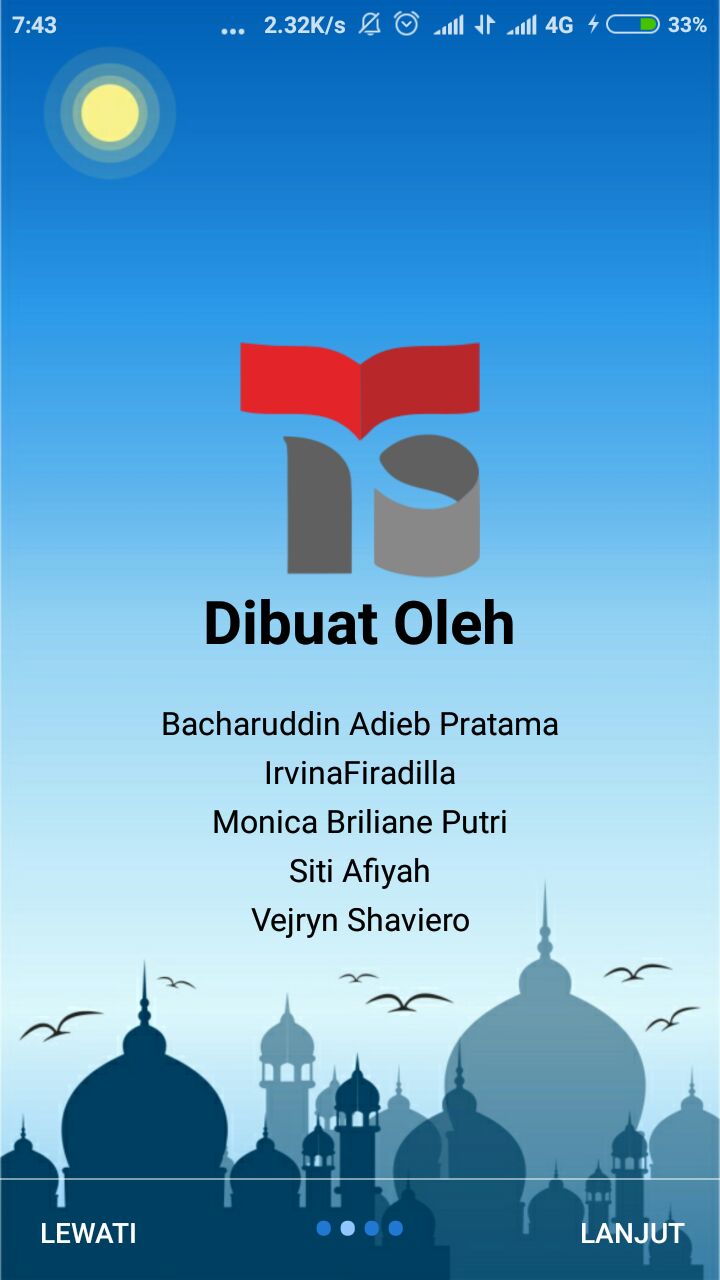 7:43 ... 2.32K/s 4G 33%
Dibuat Oleh
Bacharuddin Adieb Pratama
IrvinaFiradilla
Monica Briliane Putri
Siti Afiyah
Vejryn Shaviero
LEWATI LANJUT